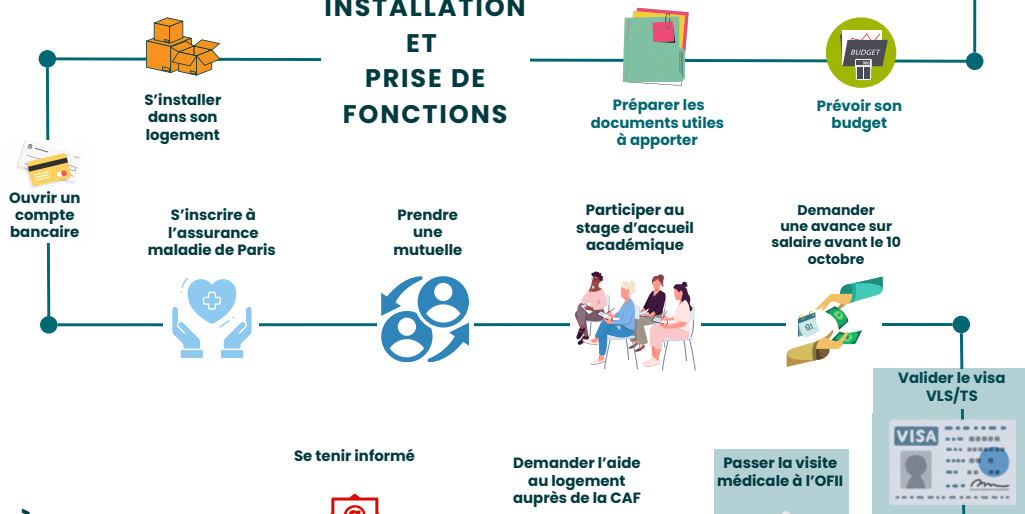 INSTALLATION
ET
PRISE DE
FONCTIONS
S’installer
dans son
logement
Préparer les
documents utiles
à apporter
BUDGET
Prévoir son
budget
Ouvrir un
compte
bancaire
S’inscrire à
l’assurance
maladie de Paris
Prendre
une
mutuelle
Participer au
stage d’accueil
académique
Demander
une avance sur
salaire avant le 10
octobre
01
Valider le visa
VLS/TS
VISA
Se tenir informé
@
Demander l’aide
au logement
auprès de la CAF
Passer la visite
médicale à l’OFII